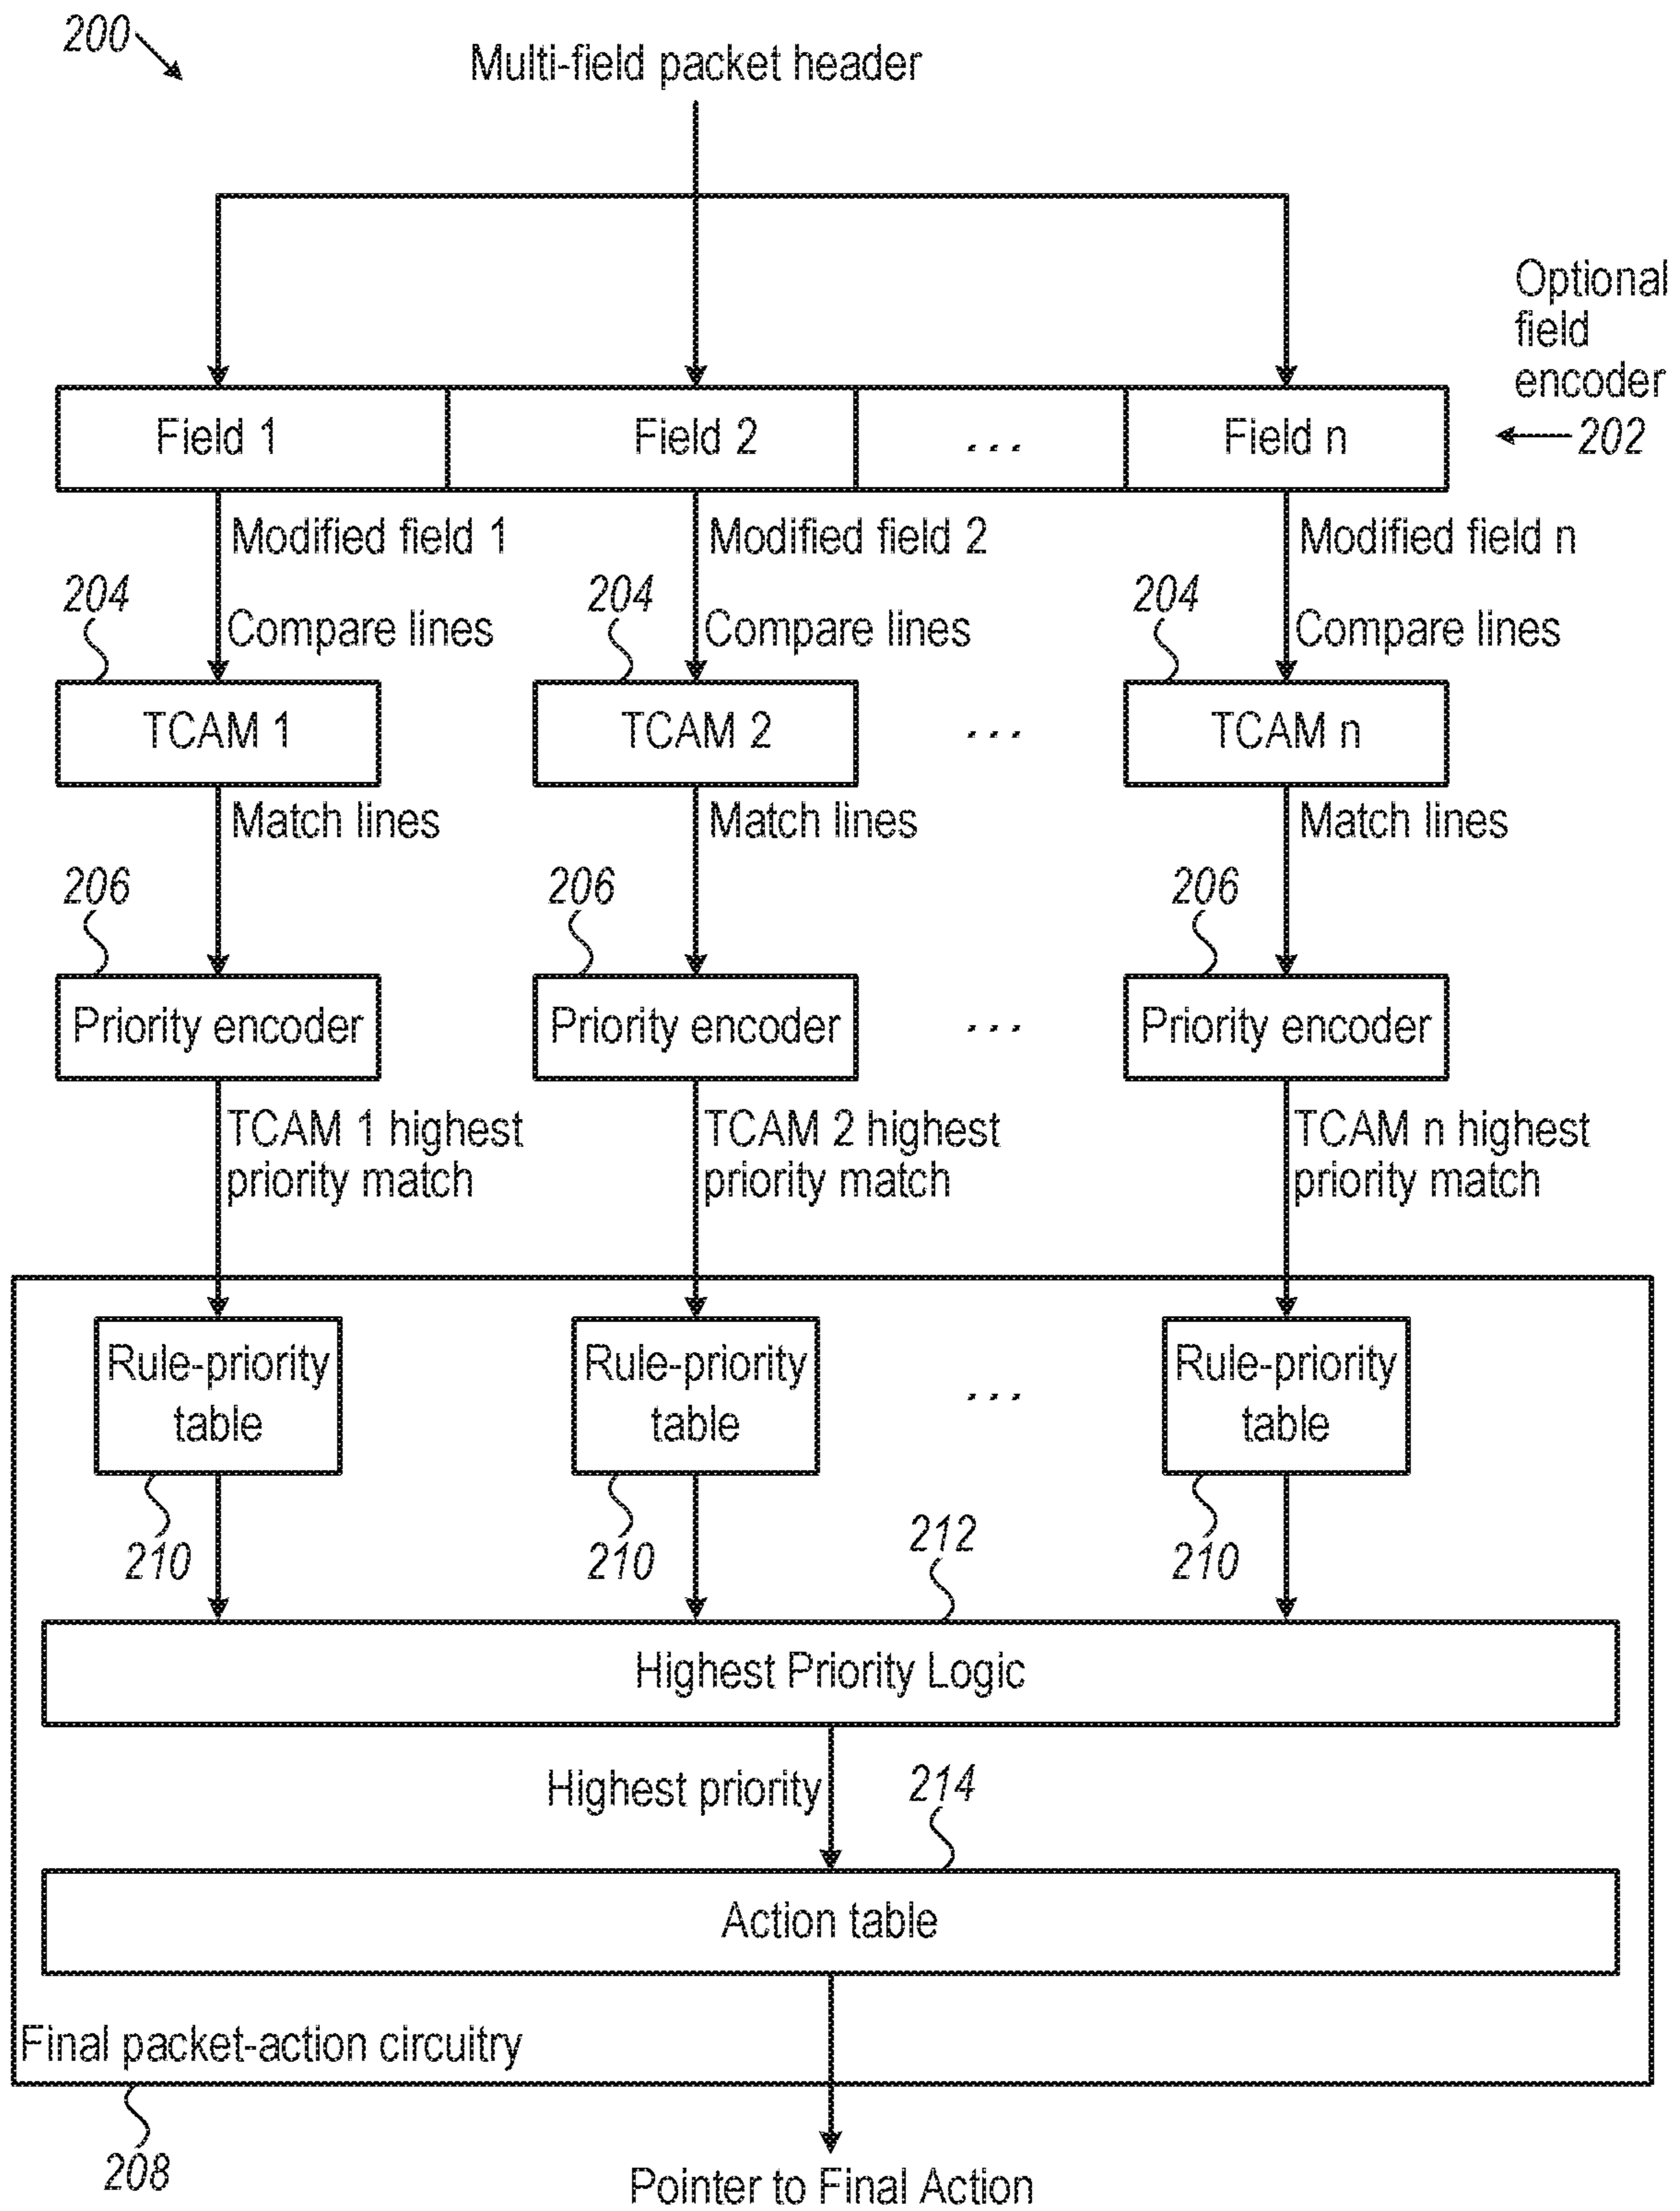 200
Multi-field packet header
Optional
field
encoder
202
Field 1
Field 2
...
Field n
Modified field 1
Modified field 2
Modified field n
204
204
204
Compare lines
Compare lines
Compare lines
TCAM 1
TCAM 2
...
TCAM n
Match lines
Match lines
Match lines
206
206
206
Priority encoder
Priority encoder
...
Priority encoder
TCAM 1 highest
priority match
TCAM 2 highest
priority match
TCAM n highest
priority match
Rule-priority
table
Rule-priority
table
...
Rule-priority
table
210
210
212
210
Highest Priority Logic
Highest priority
214
Action table
Final packet-action circuitry
208
Pointer to Final Action